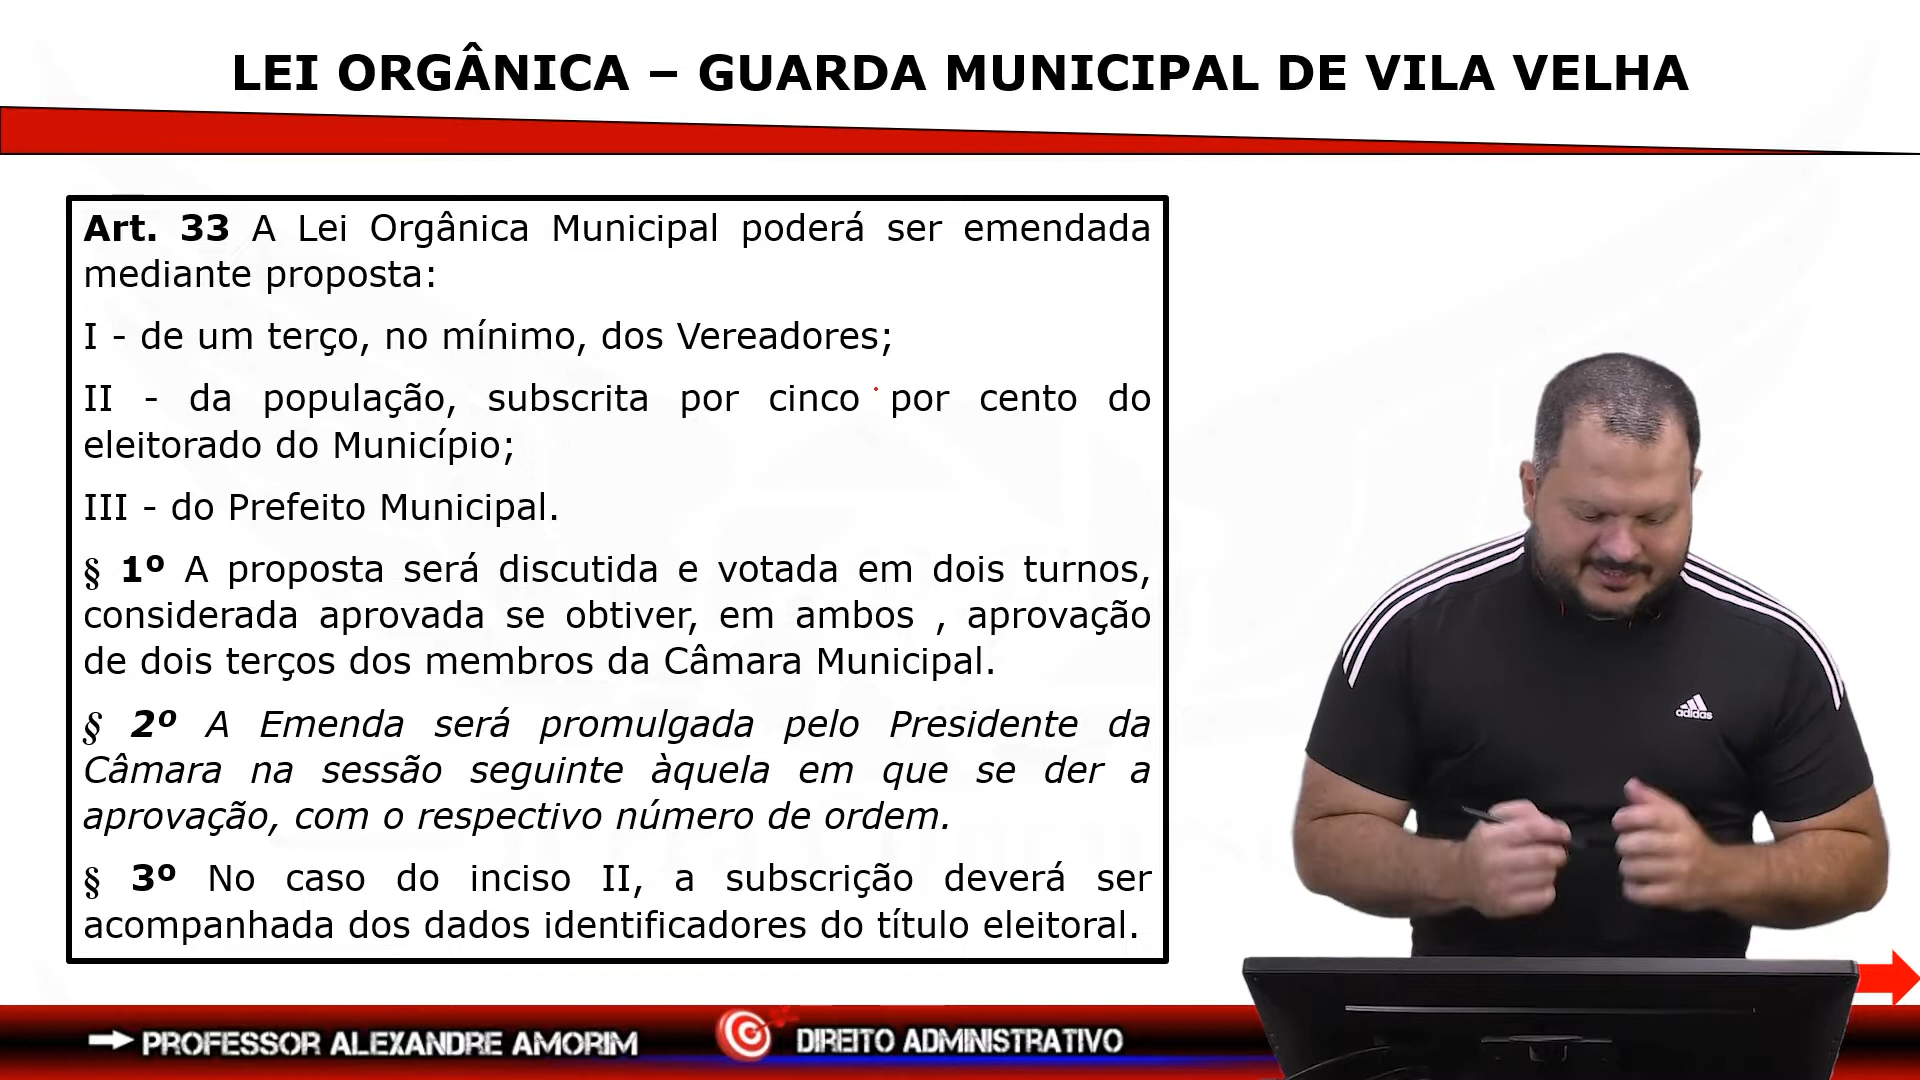 LEI ORGÂNICA – GUARDA MUNICIPAL DE VILA VELHA
Art. 33 A Lei Orgânica Municipal poderá ser emendada
mediante proposta:
I - de um terço, no mínimo, dos Vereadores;
II - da população, subscrita por cinco por cento do
eleitorado do Município;
III - do Prefeito Municipal.
§ 1º A proposta será discutida e votada em dois turnos,
considerada aprovada se obtiver, em ambos , aprovação
de dois terços dos membros da Câmara Municipal.
§ 2º A Emenda será promulgada pelo Presidente da
Câmara na sessão seguinte àquela em que se der a
aprovação, com o respectivo número de ordem.
§ 3º No caso do inciso II, a subscrição deverá ser
acompanhada dos dados identificadores do título eleitoral.
adidas
PROFESSOR ALEXANDRE AMORIM
DIREITO ADMINISTRATIVO